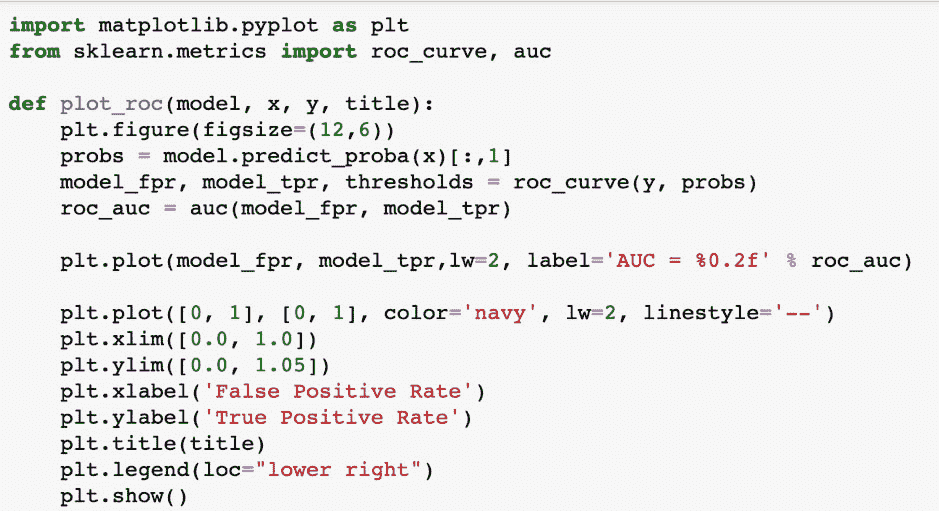 import matplotlib.pyplot as plt
from sklearn.metrics import roc_curve, auc

def plot_roc(model, x, y, title):
    plt.figure(figsize=(12,6))
    probs = model.predict_proba(x)[:,1]
    model_fpr, model_tpr, thresholds = roc_curve(y, probs)
    roc_auc = auc(model_fpr, model_tpr)

    plt.plot(model_fpr, model_tpr,lw=2, label='AUC = %0.2f' % roc_auc)

    plt.plot([0, 1], [0, 1], color='navy', lw=2, linestyle='--')
    plt.xlim([0.0, 1.0])
    plt.ylim([0.0, 1.05])
    plt.xlabel('False Positive Rate')
    plt.ylabel('True Positive Rate')
    plt.title(title)
    plt.legend(loc="lower right")
    plt.show()